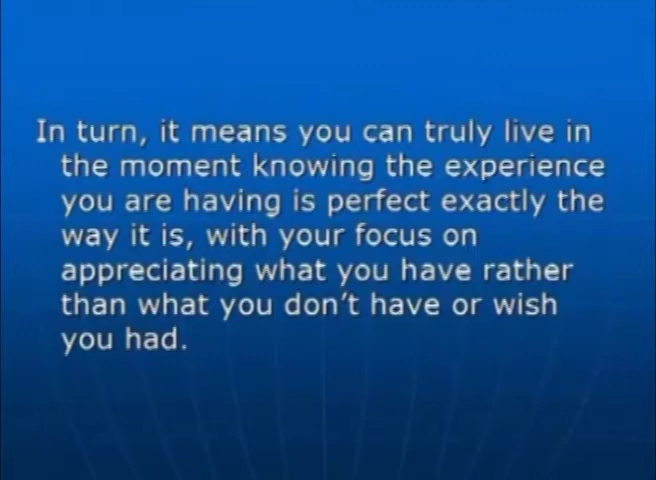 In turn, it means you can truly live in
the moment knowing the experience
you are having is perfect exactly the
way it is, with your focus on
appreciating what you have rather
than what you don't have or wish
you had.